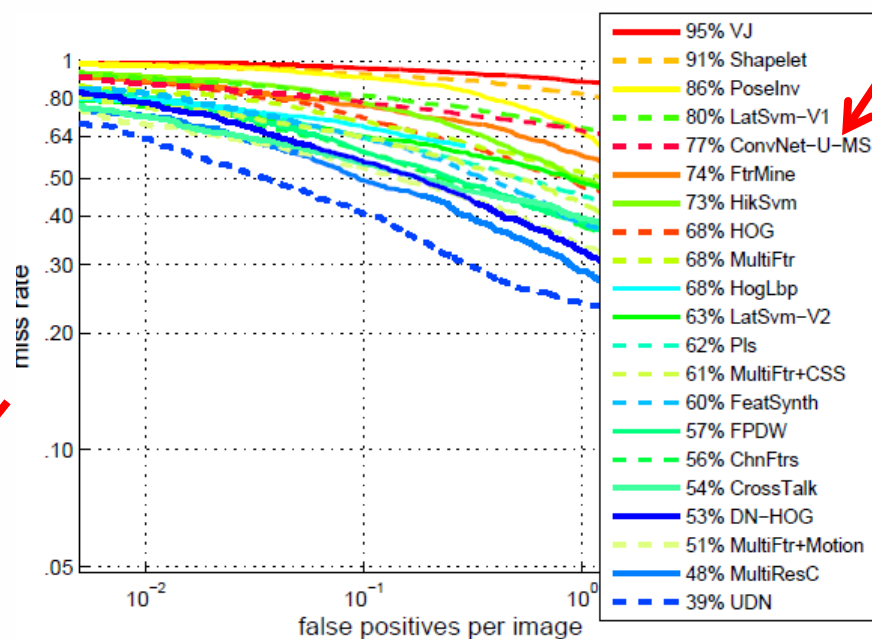 95% VJ
91% Shapelet
86% PoseInv
80% LatSvm−V1
77% ConvNet−U−MS
74% FtrMine
73% HikSvm
68% HOG
68% MultiFtr
68% HogLbp
63% LatSvm−V2
62% Pls
61% MultiFtr+CSS
60% FeatSynth
57% FPDW
56% ChnFtrs
54% CrossTalk
53% DN−HOG
51% MultiFtr+Motion
48% MultiResC
39% UDN
1
.80
.64
.50
.40
.30
.20
.10
.05
miss rate
10⁻² 10⁻¹ 10⁰
false positives per image